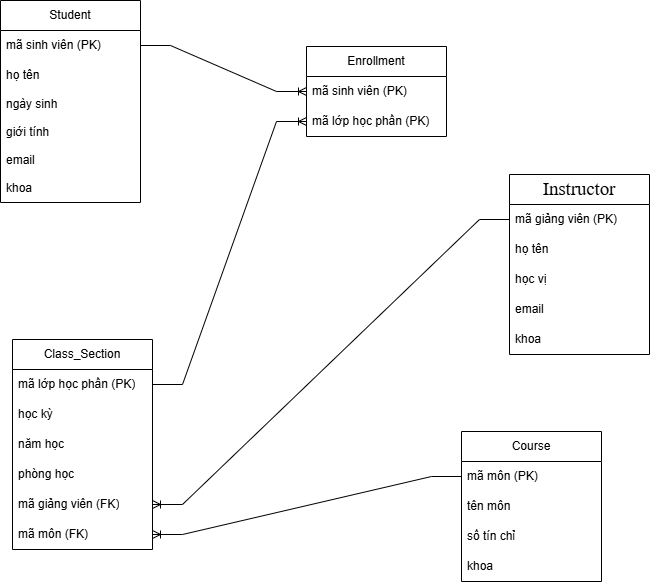 Student
mã sinh viên (PK)
họ tên
ngày sinh
giới tính
email
khoa
Enrollment
mã sinh viên (PK)
mã lớp học phần (PK)
Instructor
mã giảng viên (PK)
họ tên
học vị
email
khoa
Class_Section
mã lớp học phần (PK)
học kỳ
năm học
phòng học
mã giảng viên (FK)
mã môn (FK)
Course
mã môn (PK)
tên môn
số tín chỉ
khoa